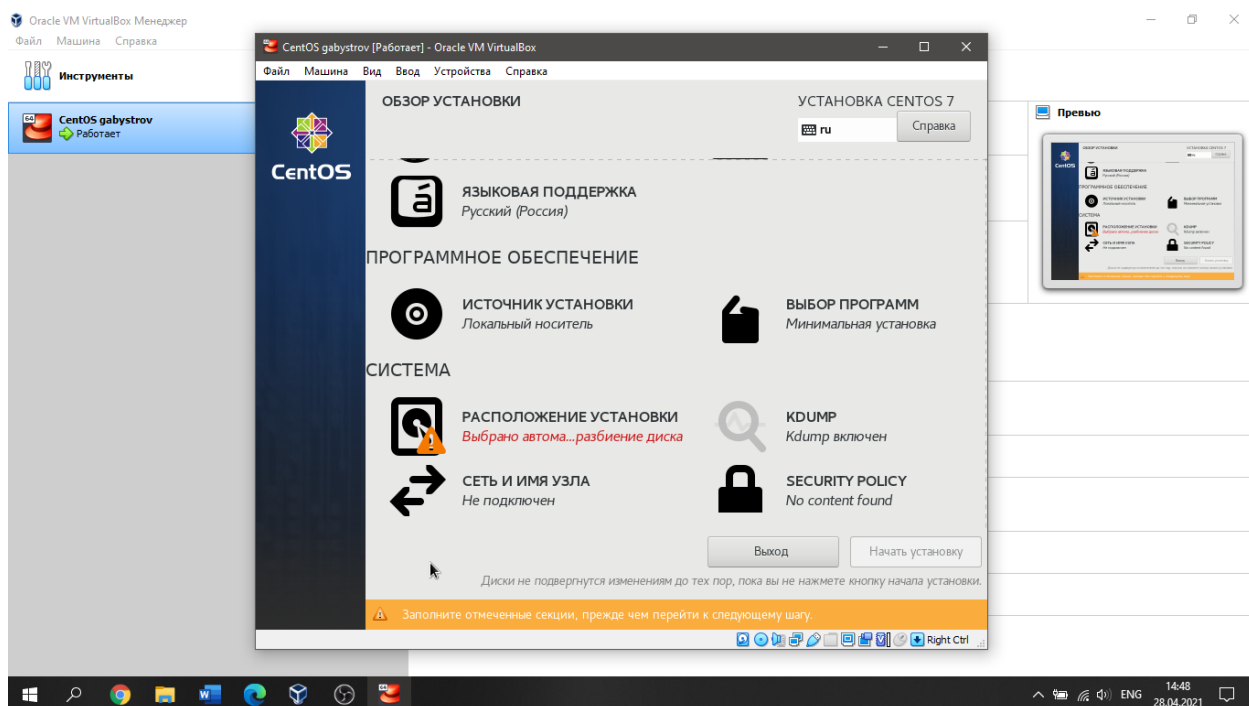 Oracle VM VirtualBox Менеджер
Файл Машина Справка
Инструменты
64
CentOS gabystrov
Работает
CentOS gabystrov [Работает] - Oracle VM VirtualBox
Файл Машина Вид Ввод Устройства Справка
CentOS
ОБЗОР УСТАНОВКИ
УСТАНОВКА CENTOS 7
ru
Справка
ЯЗЫКОВАЯ ПОДДЕРЖКА
Русский (Россия)
ПРОГРАММНОЕ ОБЕСПЕЧЕНИЕ
ИСТОЧНИК УСТАНОВКИ
Локальный носитель
ВЫБОР ПРОГРАММ
Минимальная установка
СИСТЕМА
РАСПОЛОЖЕНИЕ УСТАНОВКИ
Выбрано автома...разбиение диска
KDUMP
Kdump включен
СЕТЬ И ИМЯ УЗЛА
Не подключен
SECURITY POLICY
No content found
Выход
Начать установку
Диски не подвергнутся изменениям до тех пор, пока вы не нажмете кнопку начала установки.
Заполните отмеченные секции, прежде чем перейти к следующему шагу.
Right Ctrl
Превью
ENG
14:48
28.04.2021